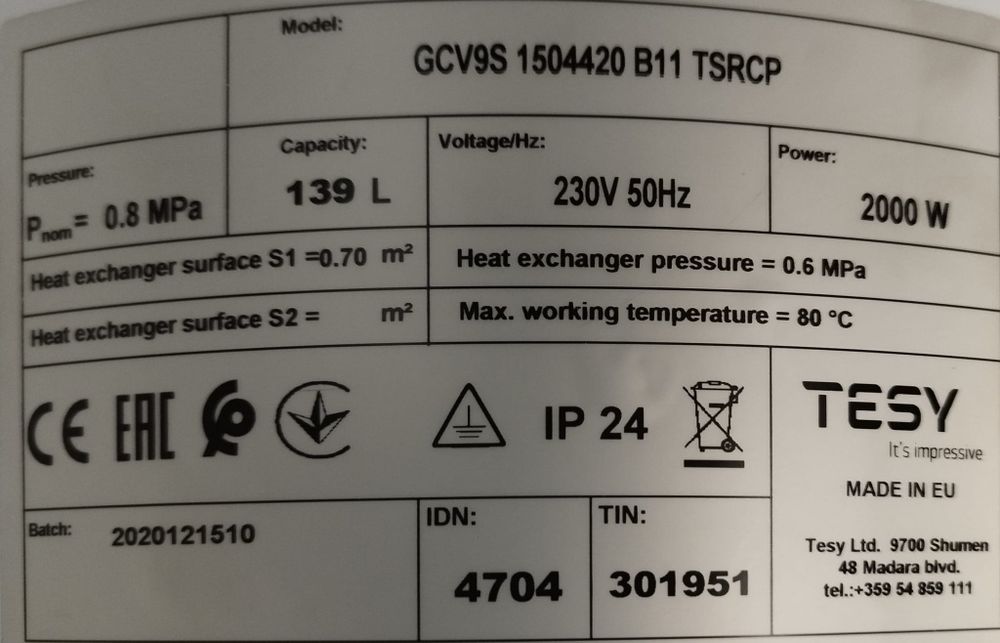 Model:
GCV9S 1504420 B11 TSRCP
Pressure:
Pnom = 0.8 MPa
Capacity:
139 L
Voltage/Hz:
230V 50Hz
Power:
2000 W
Heat exchanger surface S1 =0.70 m²
Heat exchanger pressure = 0.6 MPa
Heat exchanger surface S2 = m²
Max. working temperature = 80 °C
CE EAC IP 24
TESY
It's impressive
MADE IN EU
Tesy Ltd. 9700 Shumen
48 Madara blvd.
tel.:+359 54 859 111
Batch: 2020121510
IDN:
4704
TIN:
301951